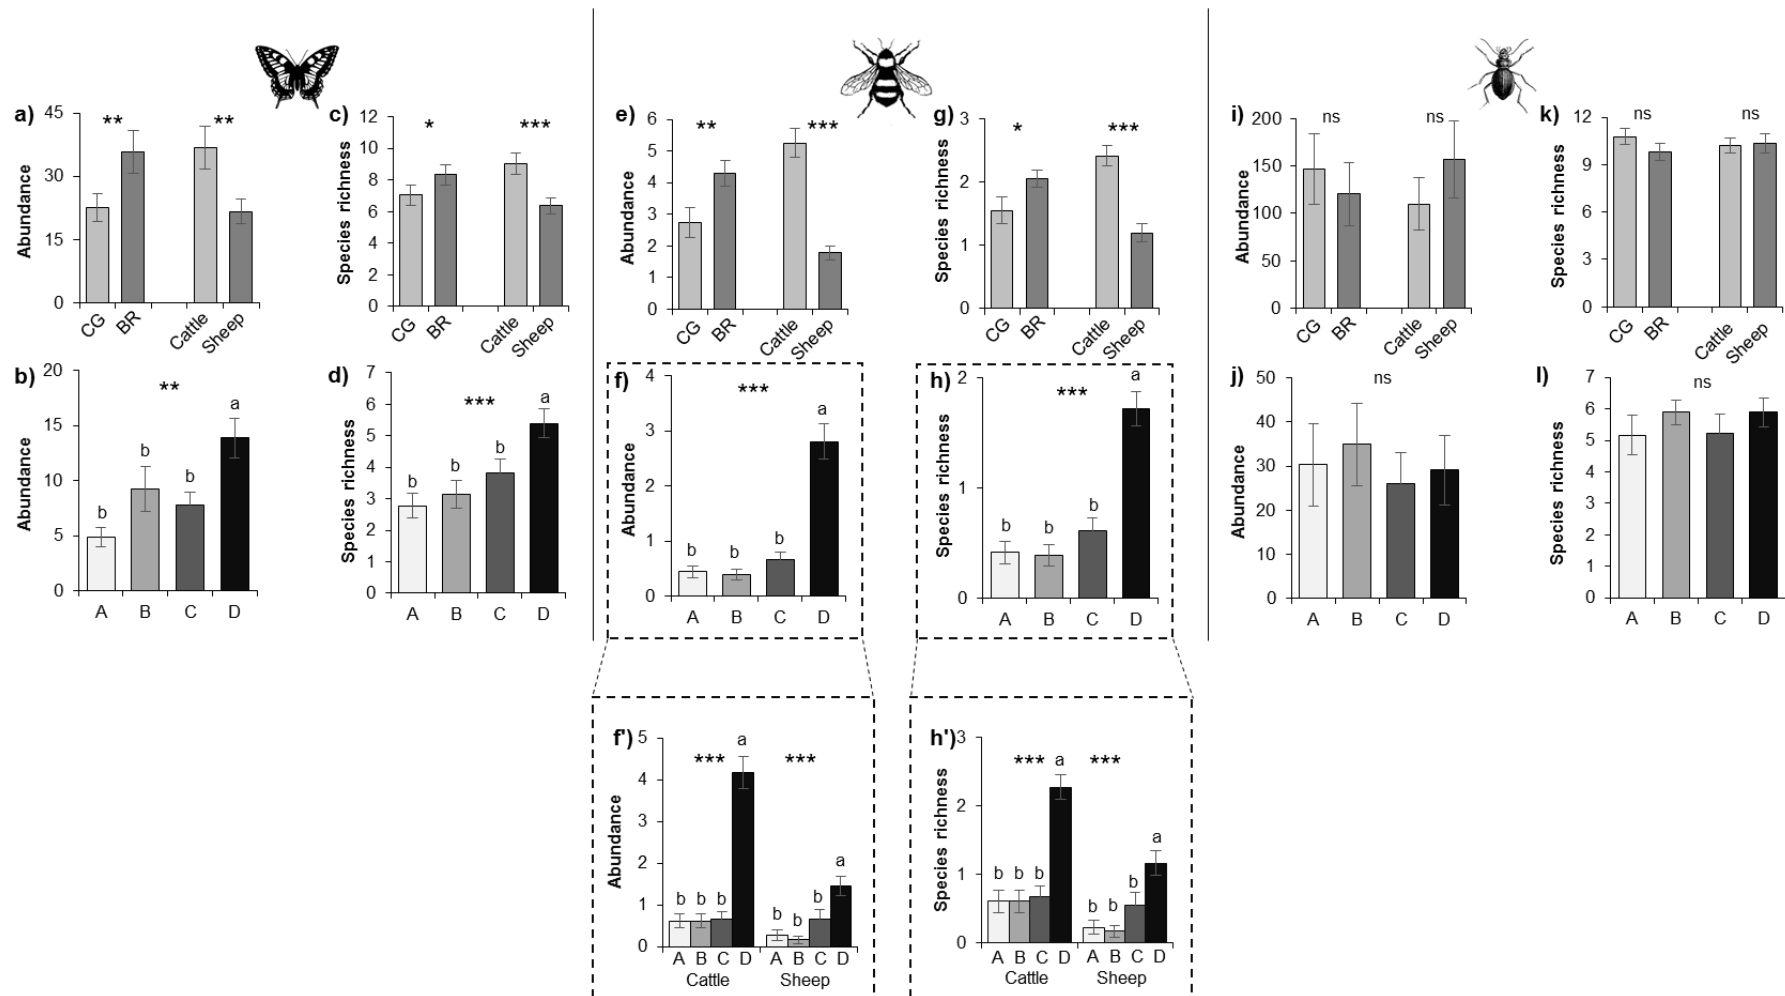 a)
**
**
Abundance
45
30
15
0
CG
BR
Cattle
Sheep
c)
*
***
Species richness
12
10
8
6
4
2
0
CG
BR
Cattle
Sheep
e)
**
***
Abundance
6
5
4
3
2
1
0
CG
BR
Cattle
Sheep
g)
*
***
Species richness
3
2
1
0
CG
BR
Cattle
Sheep
i)
ns
ns
Abundance
200
150
100
50
0
CG
BR
Cattle
Sheep
k)
ns
ns
Species richness
12
9
6
3
0
CG
BR
Cattle
Sheep
b)
**
Abundance
20
15
10
5
0
b
b
b
a
A B C D
d)
***
Species richness
7
6
5
4
3
2
1
0
b
b
b
a
A B C D
f)
***
Abundance
4
3
2
1
0
b
b
b
a
A B C D
h)
***
Species richness
2
1
0
b
b
b
a
A B C D
j)
ns
Abundance
50
40
30
20
10
0
A B C D
l)
ns
Species richness
7
6
5
4
3
2
1
0
A B C D
f')
***
***
Abundance
5
4
3
2
1
0
b b b a
b b b a
A B C D A B C D
Cattle Sheep
h')
***
***
Species richness
3
2
1
0
b b b a
b b b a
A B C D A B C D
Cattle Sheep